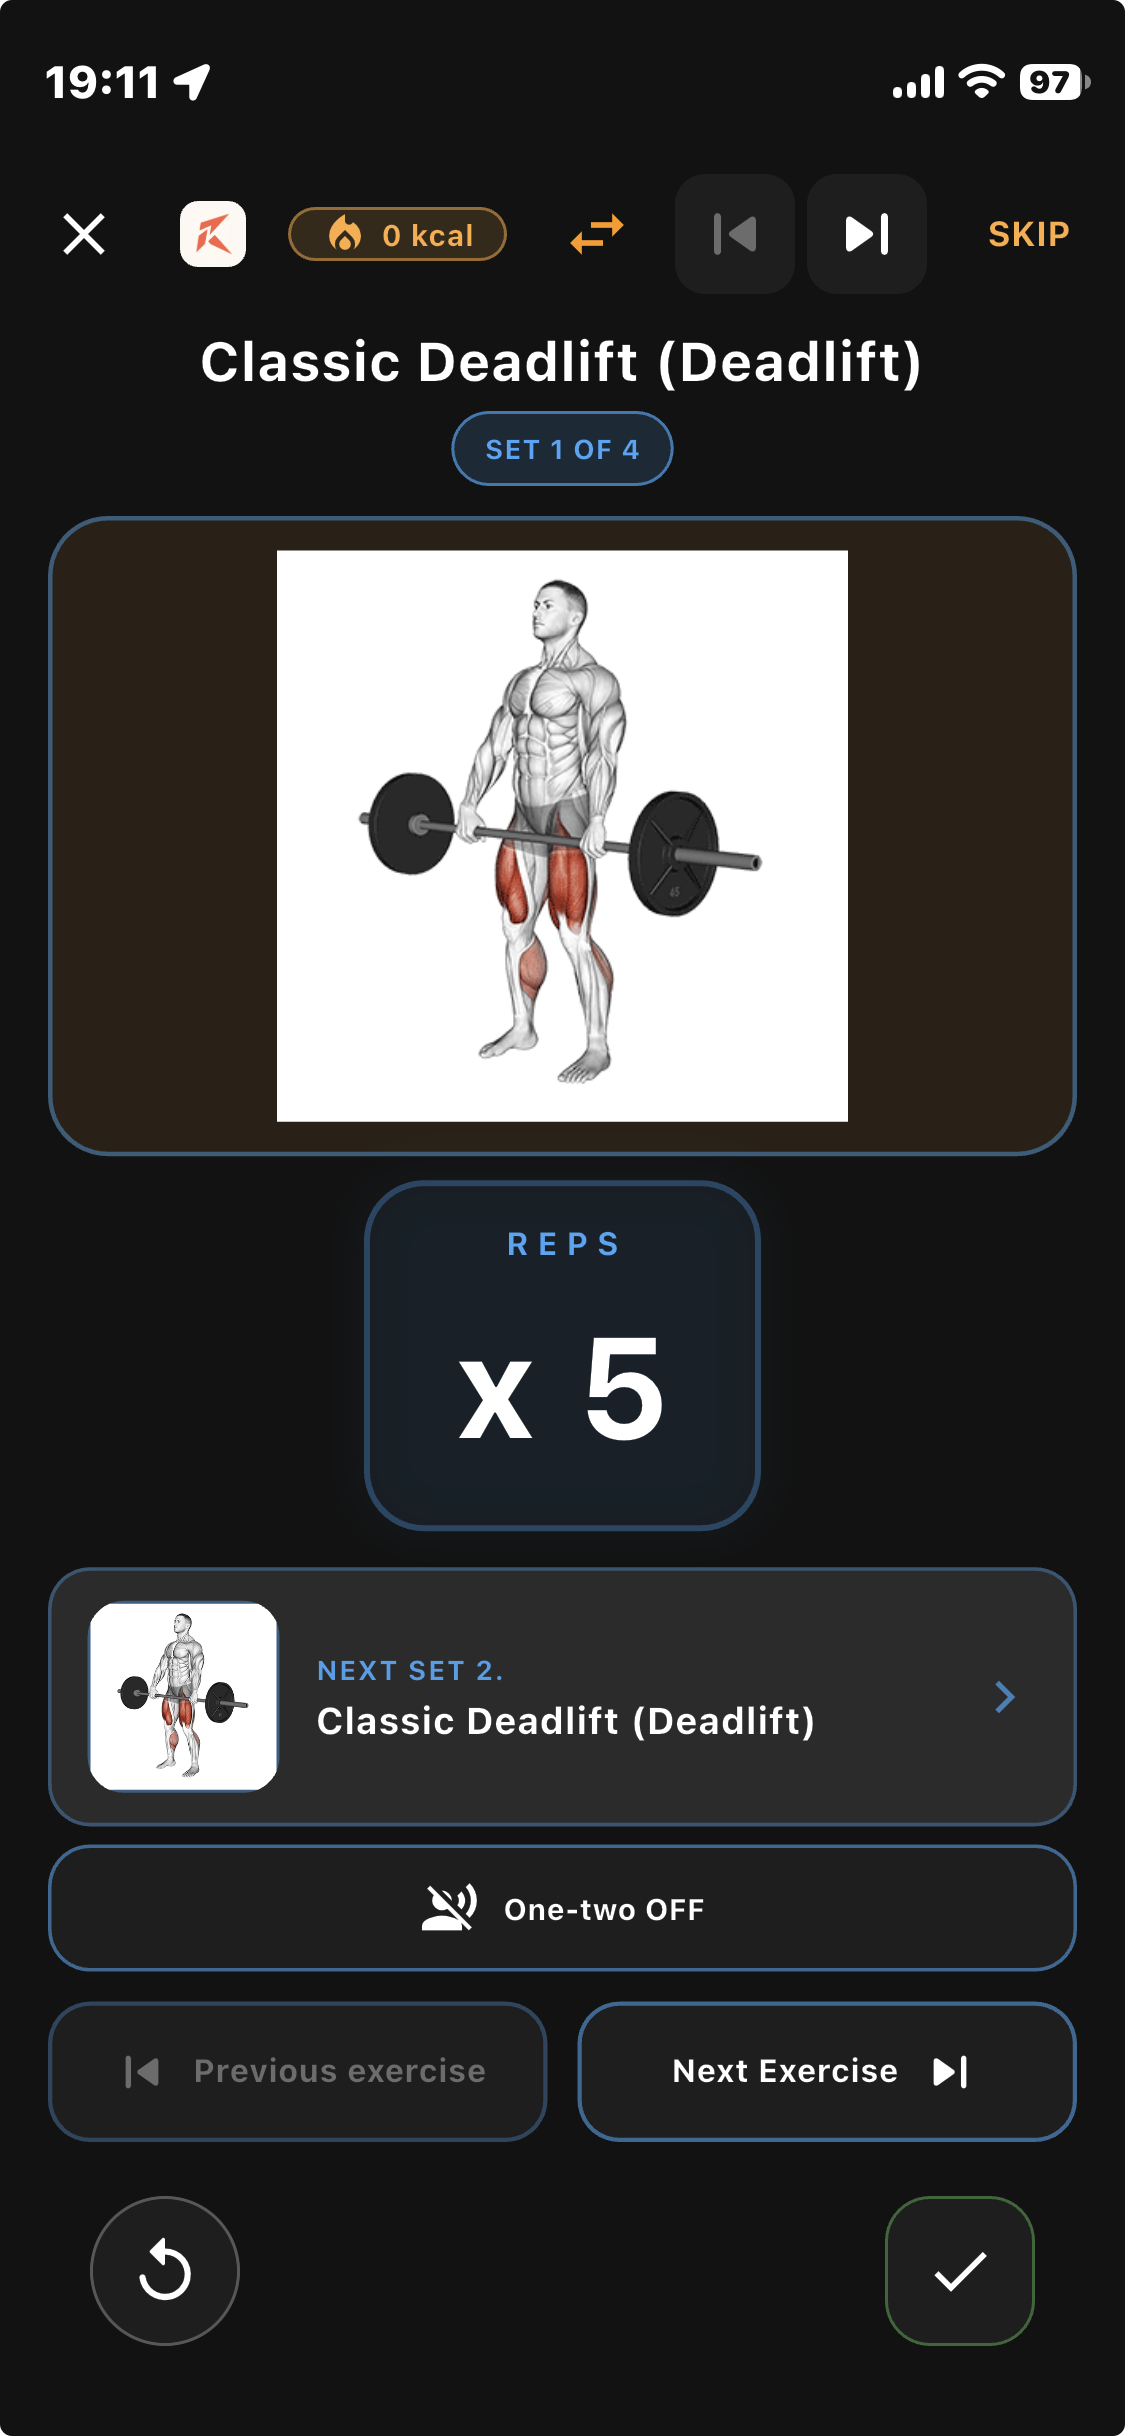 19:11
97
0 kcal
SKIP
Classic Deadlift (Deadlift)
SET 1 OF 4
45
REPS
x 5
NEXT SET 2.
Classic Deadlift (Deadlift)
One-two OFF
Previous exercise
Next Exercise